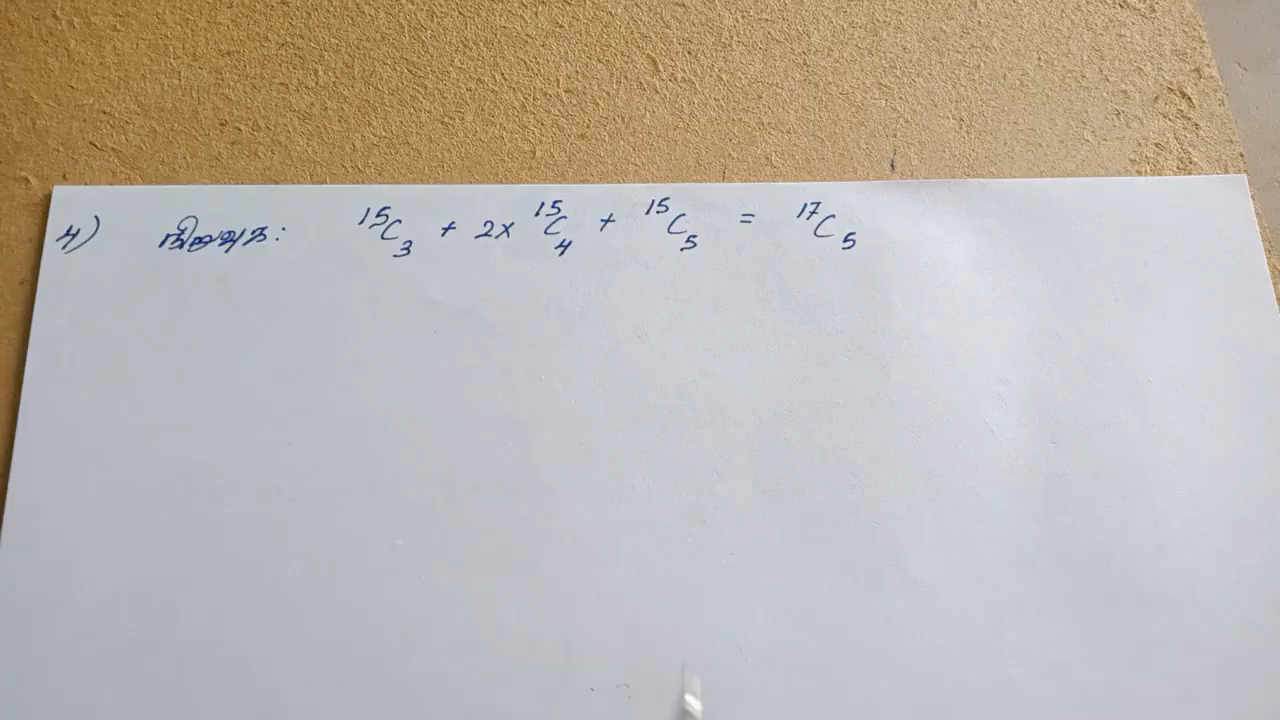 4) நிறுவுக: ¹⁵C₃ + 2x ¹⁵C₄ + ¹⁵C₅ = ¹⁷C₅